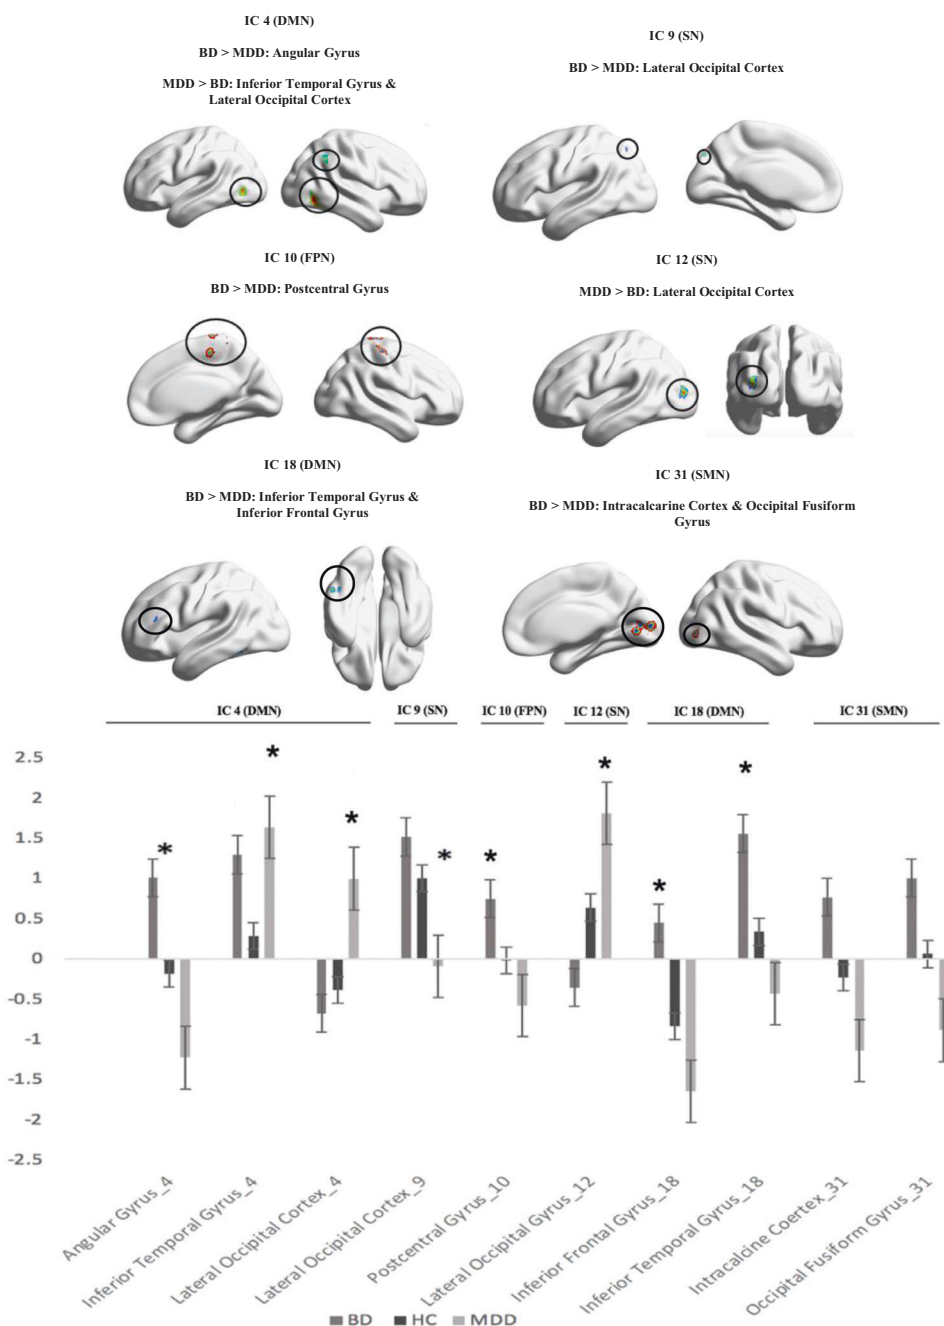 IC 4 (DMN)
BD > MDD: Angular Gyrus
MDD > BD: Inferior Temporal Gyrus &
Lateral Occipital Cortex
IC 9 (SN)
BD > MDD: Lateral Occipital Cortex
IC 10 (FPN)
BD > MDD: Postcentral Gyrus
IC 12 (SN)
MDD > BD: Lateral Occipital Cortex
IC 18 (DMN)
BD > MDD: Inferior Temporal Gyrus &
Inferior Frontal Gyrus
IC 31 (SMN)
BD > MDD: Intracalcarine Cortex & Occipital Fusiform
Gyrus
IC 4 (DMN)
IC 9 (SN)
IC 10 (FPN)
IC 12 (SN)
IC 18 (DMN)
IC 31 (SMN)
2.5
2
1.5
1
0.5
0
-0.5
-1
-1.5
-2
-2.5
*
*
*
*
*
*
*
*
Angular Gyrus_4
Inferior Temporal Gyrus_4
Lateral Occipital Cortex_4
Lateral Occipital Cortex_9
Postcentral Gyrus_10
Lateral Occipital Gyrus_12
Inferior Frontal Gyrus_18
Inferior Temporal Gyrus_18
Intracalcine Coertex_31
Occipital Fusiform Gyrus_31
BD HC MDD